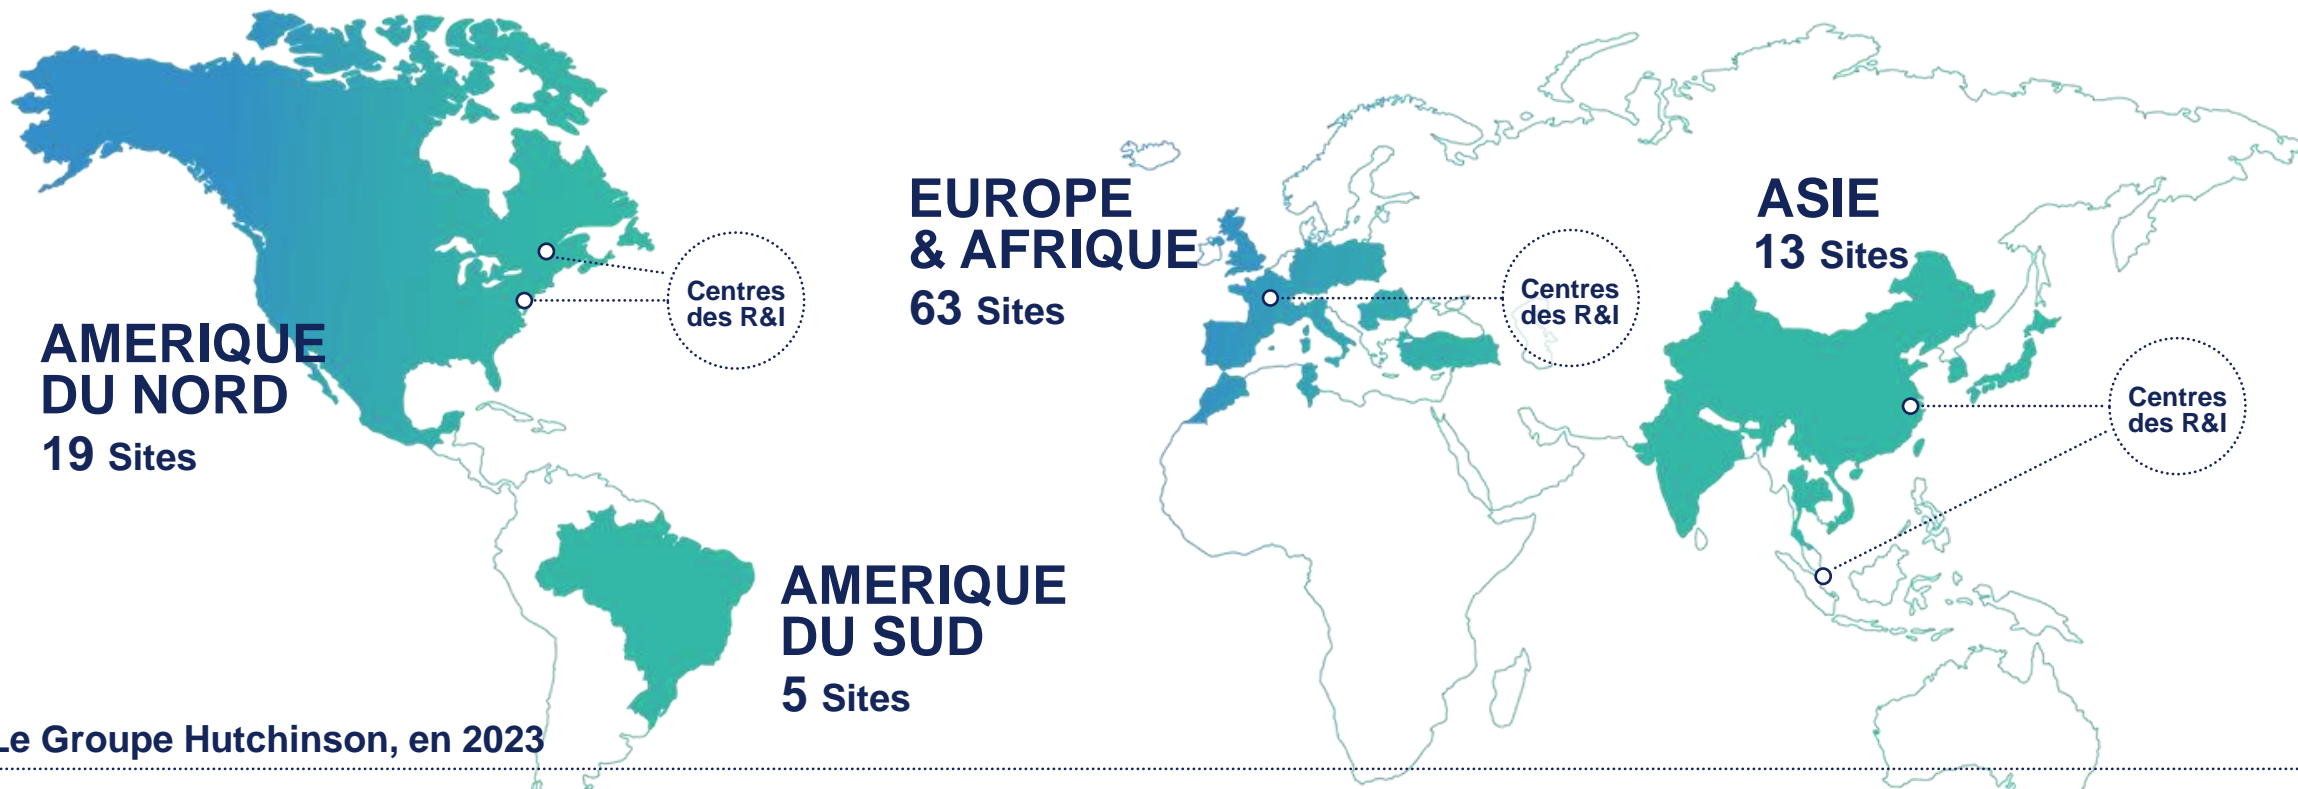 AMERIQUE
DU NORD
19 Sites
Centres
des R&I
EUROPE
& AFRIQUE
63 Sites
Centres
des R&I
ASIE
13 Sites
Centres
des R&I
AMERIQUE
DU SUD
5 Sites
Le Groupe Hutchinson, en 2023